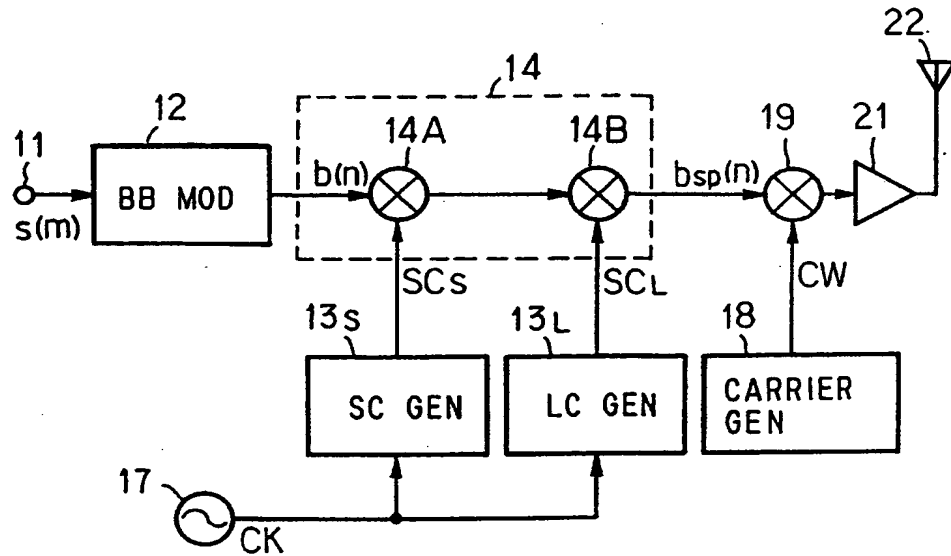 22
14
12
14A
14B
19
21
11
BB MOD
b(n)
bsp(n)
s(m)
SCS
SCL
CW
13S
13L
18
SC GEN
LC GEN
CARRIER
GEN
17
CK